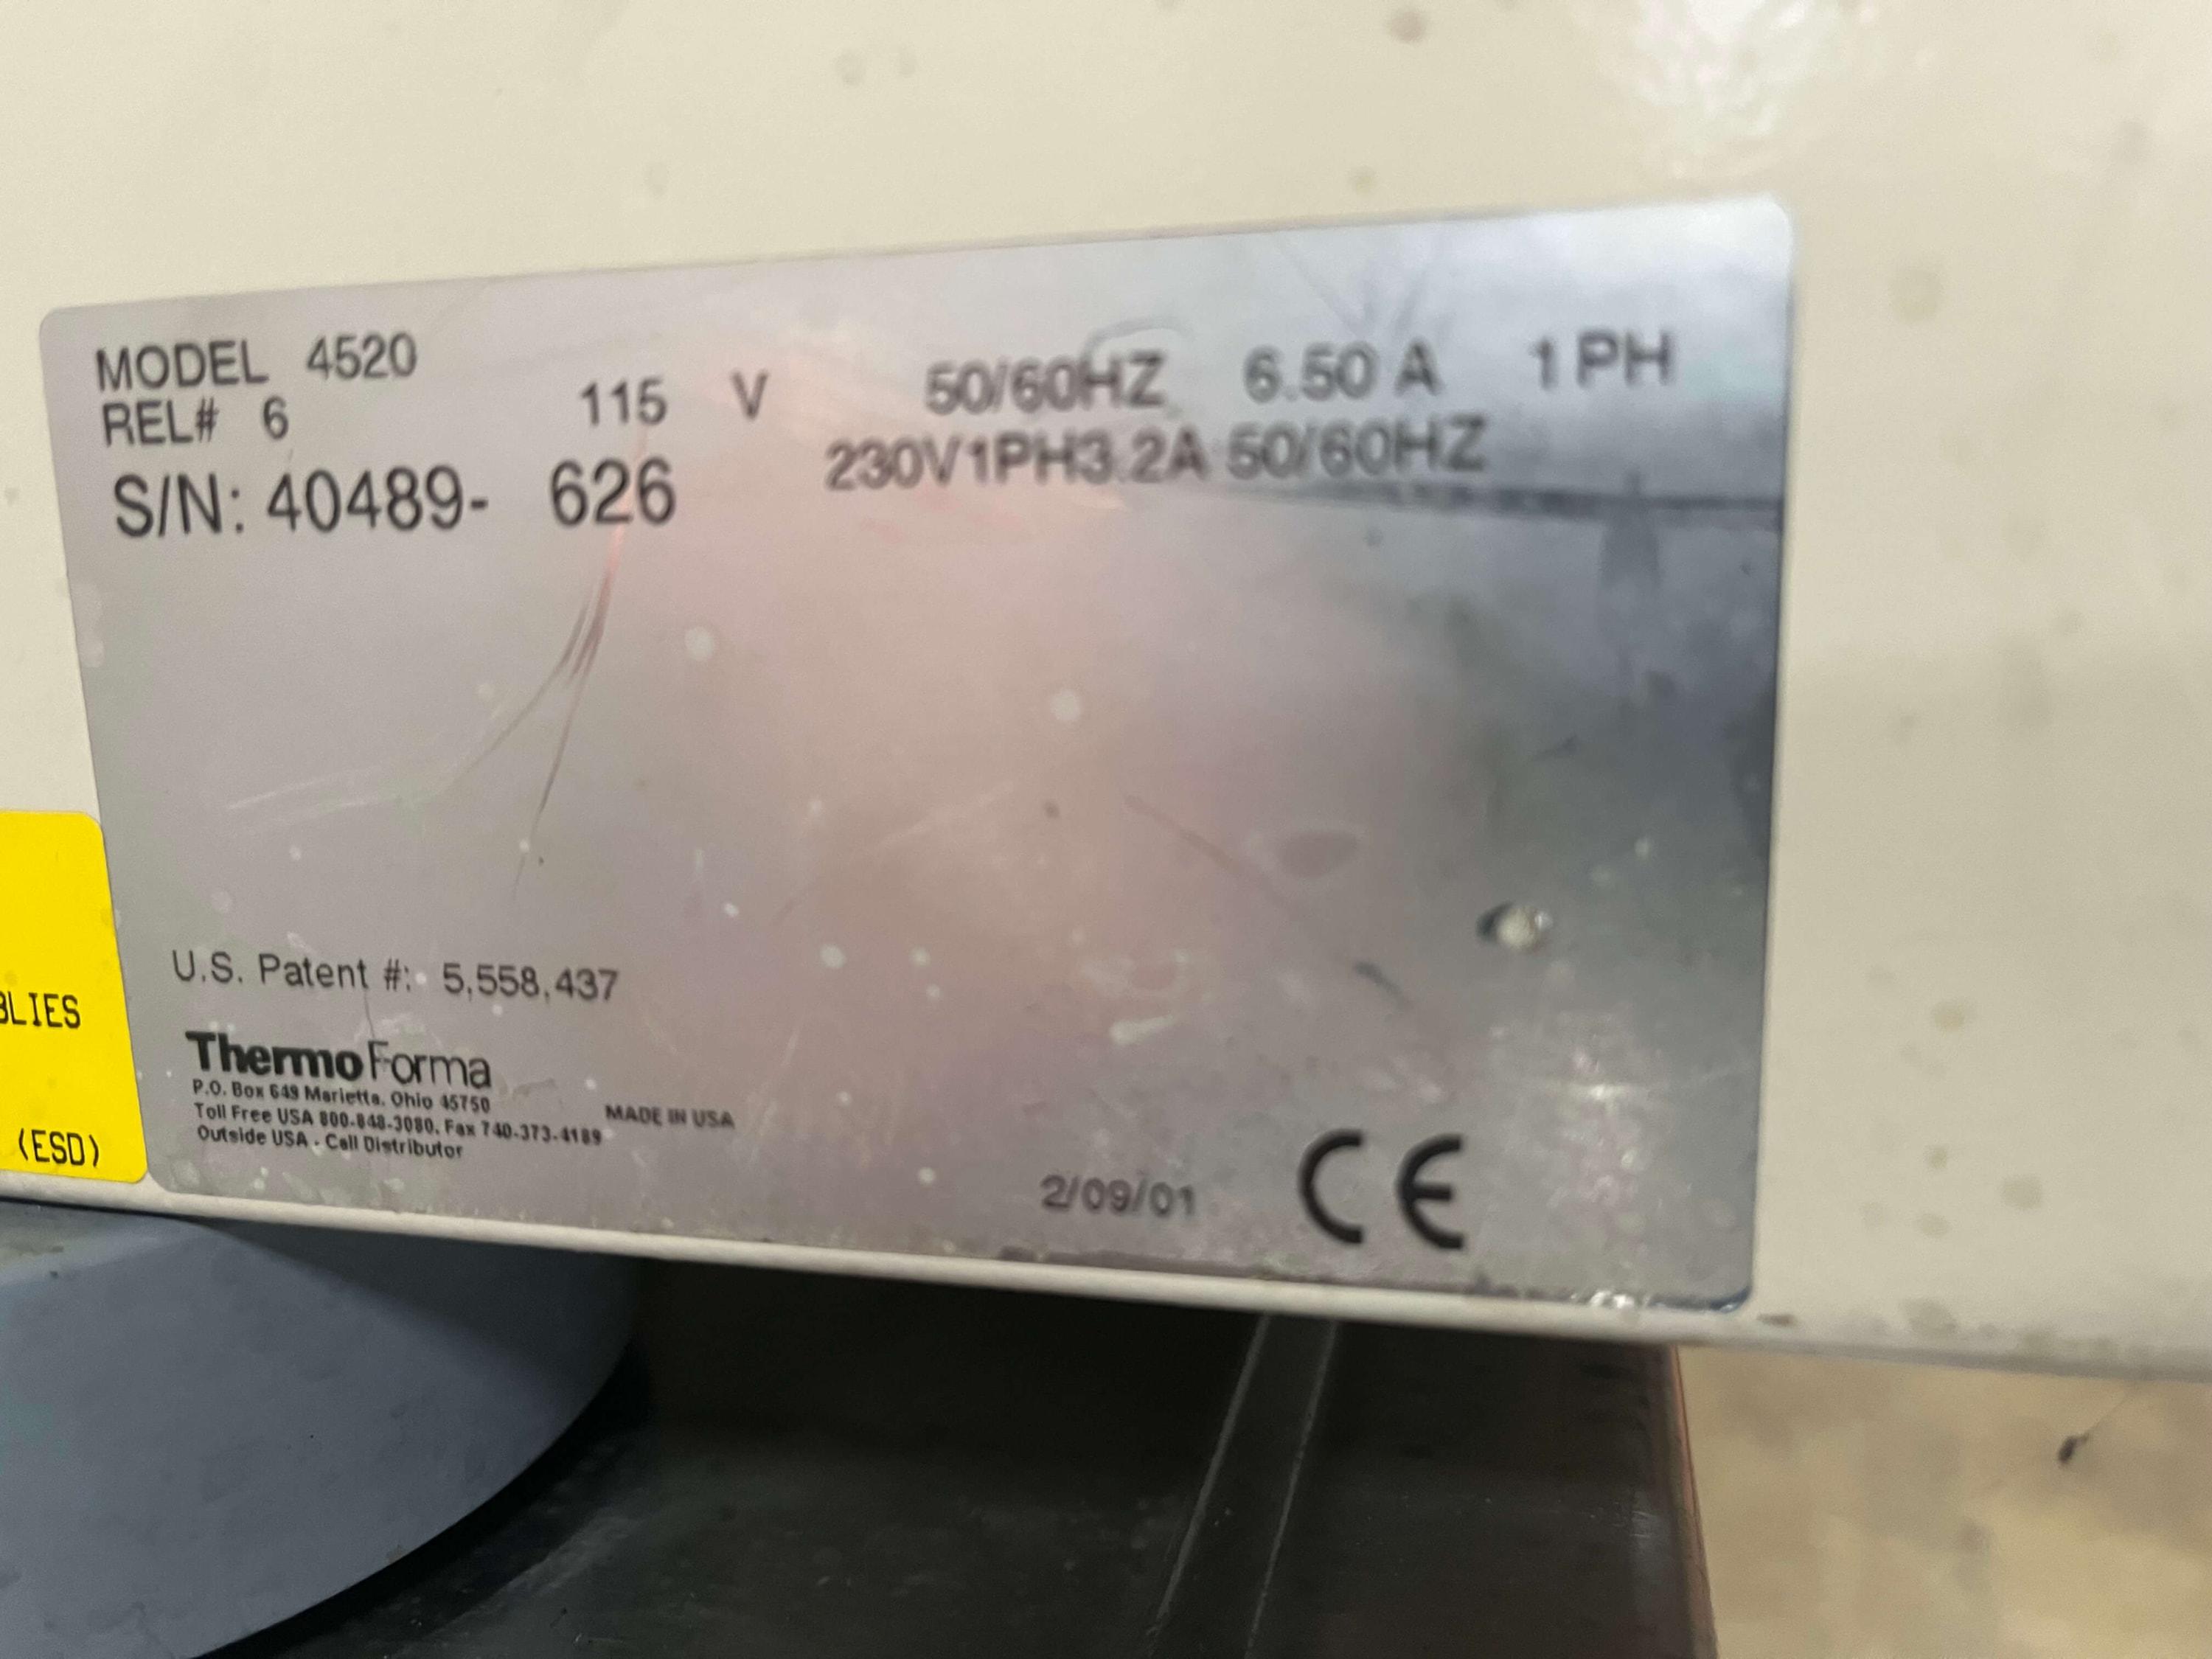 MODEL 4520
REL# 6
115 V 50/60HZ 6.50 A 1 PH
230V1PH3.2A 50/60HZ
S/N: 40489- 626
U.S. Patent #: 5,558,437
ThermoForma
P.O. Box 649 Marietta, Ohio 45750
Toll Free USA 800-848-3080, Fax 740-373-4189
Outside USA - Call Distributor
MADE IN USA
2/09/01
CE
BLIES
(ESD)